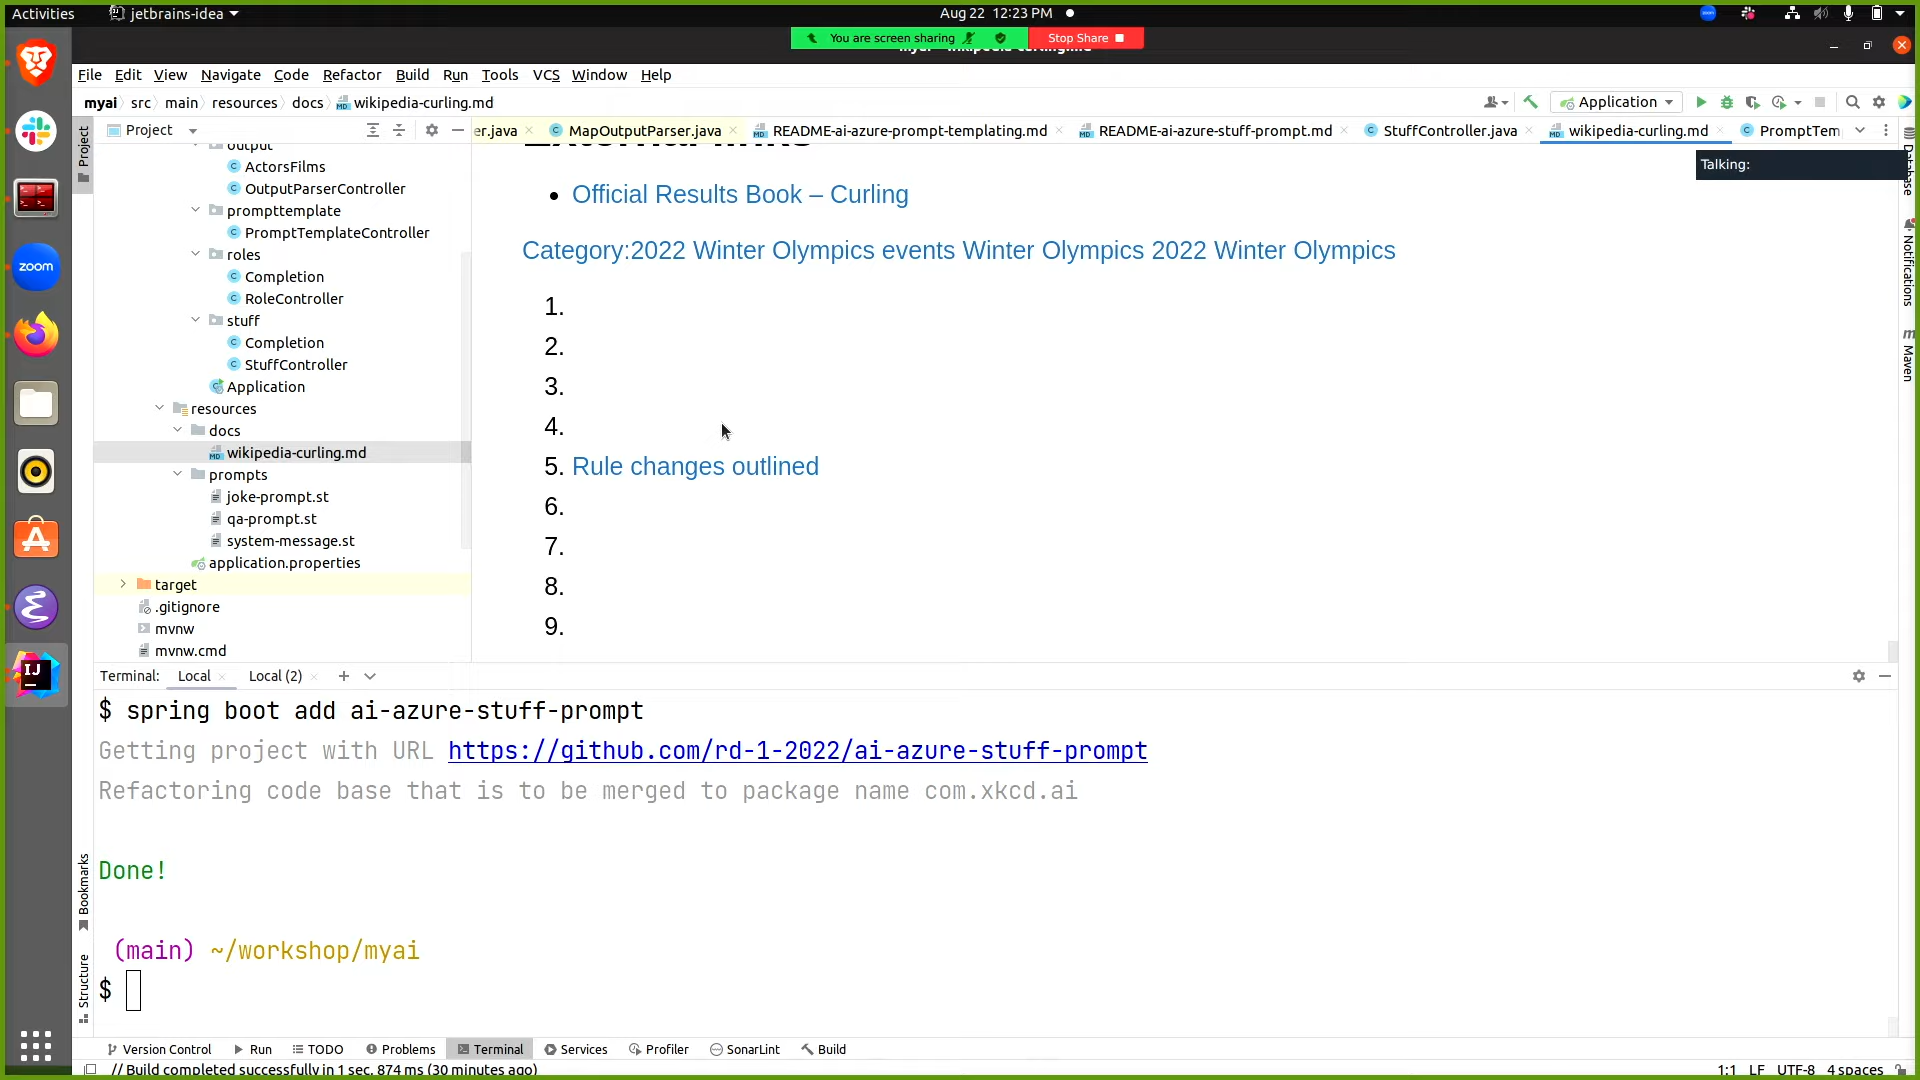 Activities
jetbrains-idea
Aug 22 12:23 PM
You are screen sharing
Stop Share
File Edit View Navigate Code Refactor Build Run Tools VCS Window Help
myai src main resources docs wikipedia-curling.md
Application
Project
er.java
MapOutputParser.java
README-ai-azure-prompt-templating.md
README-ai-azure-stuff-prompt.md
StuffController.java
wikipedia-curling.md
PromptTem
Talking:
Project
Database
Notifications
Maven
output
ActorsFilms
OutputParserController
prompttemplate
PromptTemplateController
roles
Completion
RoleController
stuff
Completion
StuffController
Application
resources
docs
wikipedia-curling.md
prompts
joke-prompt.st
qa-prompt.st
system-message.st
application.properties
target
.gitignore
mvnw
mvnw.cmd
Official Results Book – Curling
Category:2022 Winter Olympics events Winter Olympics 2022 Winter Olympics
1.
2.
3.
4.
5. Rule changes outlined
6.
7.
8.
9.
zoom
IJ
Terminal: Local Local (2)
$ spring boot add ai-azure-stuff-prompt
Getting project with URL https://github.com/rd-1-2022/ai-azure-stuff-prompt
Refactoring code base that is to be merged to package name com.xkcd.ai
Done!
(main) ~/workshop/myai
$
Bookmarks
Structure
Version Control Run TODO Problems Terminal Services Profiler SonarLint Build
// Build completed successfully in 1 sec, 874 ms (30 minutes ago)
1:1 LF UTF-8 4 spaces